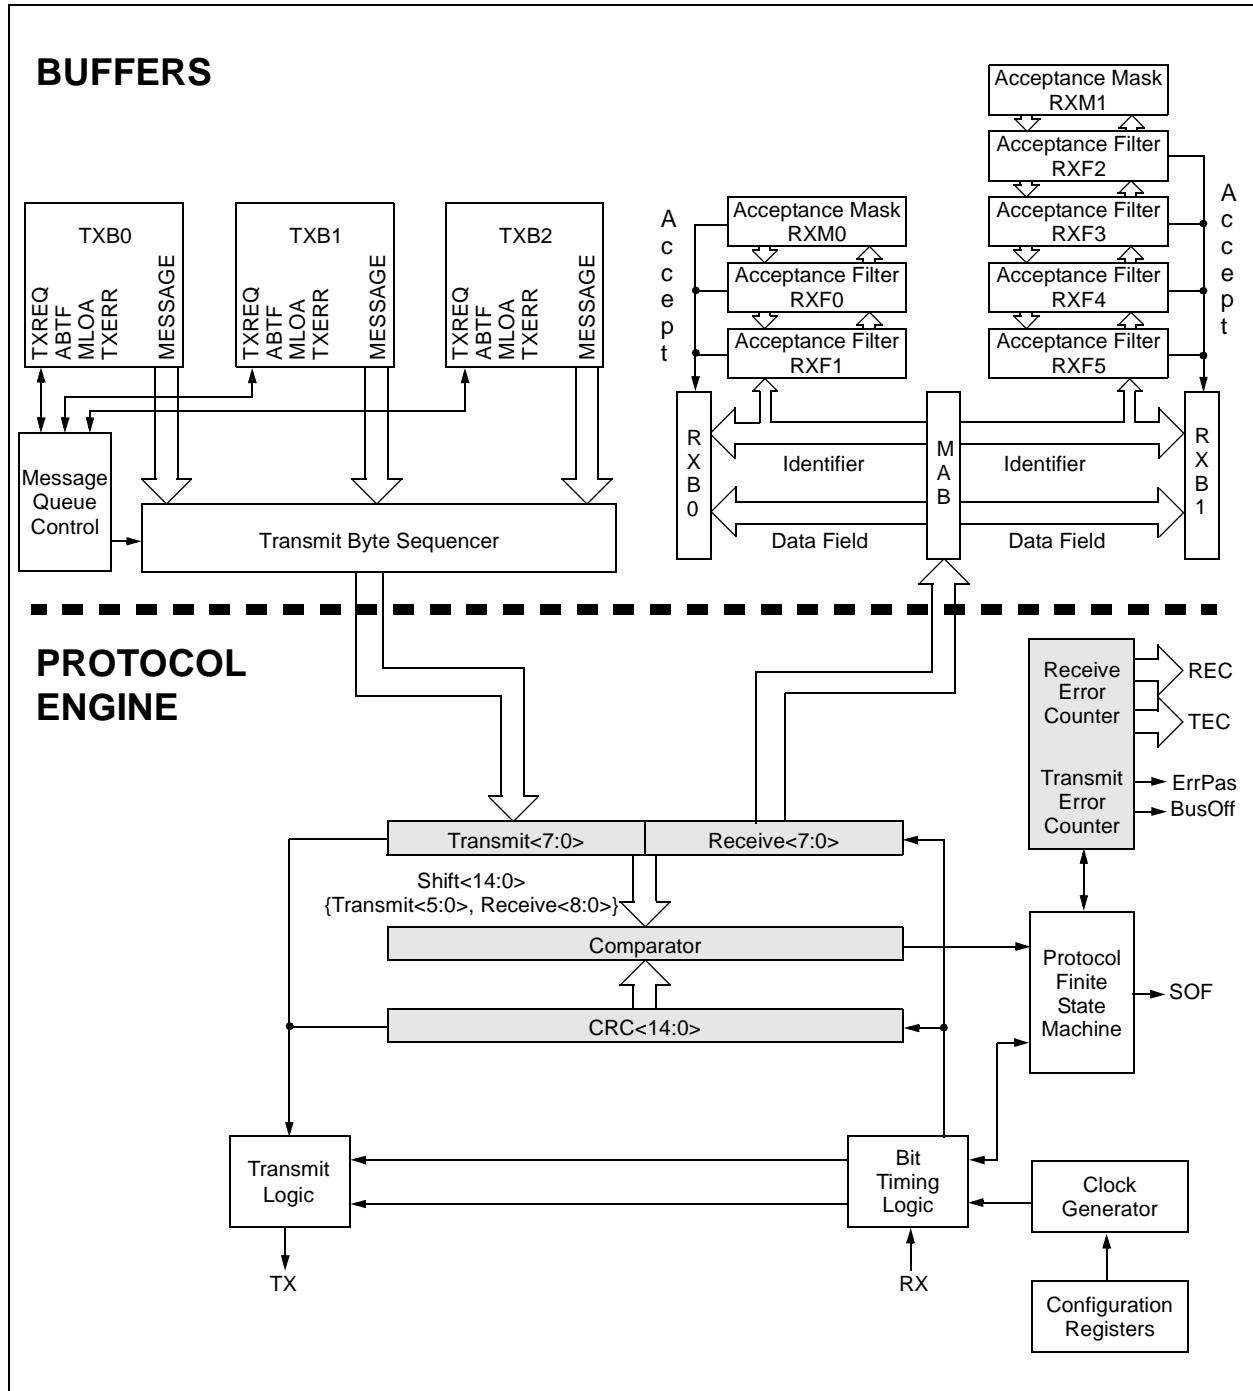 BUFFERS
Acceptance Mask
RXM1
Acceptance Filter
RXF2
Acceptance Filter
RXF3
Acceptance Filter
RXF4
Acceptance Filter
RXF5
Accept
Accept
Acceptance Mask
RXM0
Acceptance Filter
RXF0
Acceptance Filter
RXF1
TXB0
TXREQ
ABTF
MLOA
TXERR
MESSAGE
TXB1
TXREQ
ABTF
MLOA
TXERR
MESSAGE
TXB2
TXREQ
ABTF
MLOA
TXERR
MESSAGE
Message
Queue
Control
Transmit Byte Sequencer
RXB0
Identifier
Data Field
MAB
Identifier
Data Field
RXB1
PROTOCOL
ENGINE
Receive
Error
Counter
REC
TEC
Transmit
Error
Counter
ErrPas
BusOff
Transmit<7:0>
Receive<7:0>
Shift<14:0>
{Transmit<5:0>, Receive<8:0>}
Comparator
CRC<14:0>
Protocol
Finite
State
Machine
SOF
Transmit
Logic
Bit
Timing
Logic
Clock
Generator
TX
RX
Configuration
Registers